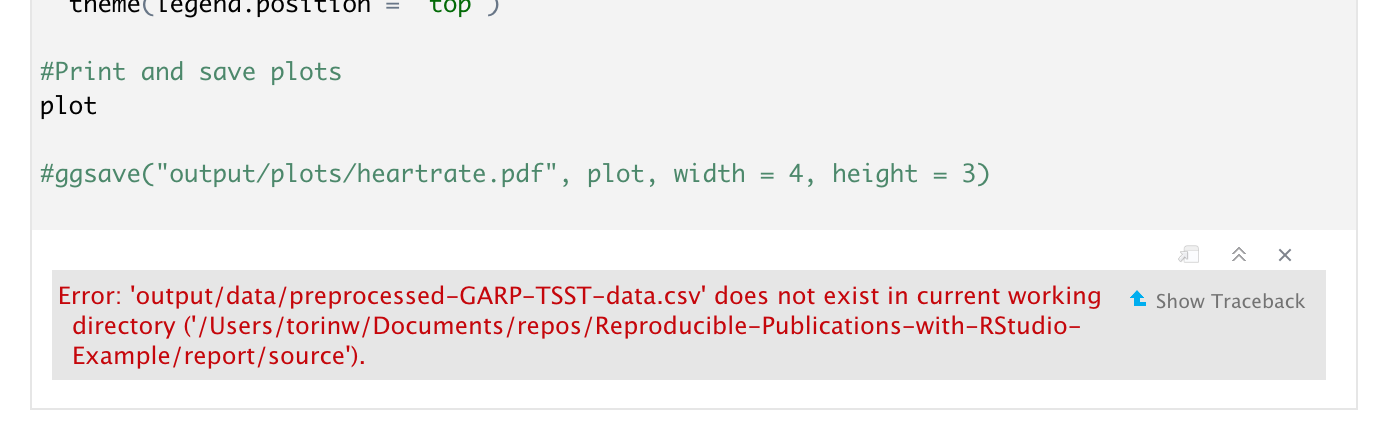 theme(legend.position = "top")
#Print and save plots
plot
#ggsave("output/plots/heartrate.pdf", plot, width = 4, height = 3)
Error: 'output/data/preprocessed-GARP-TSST-data.csv' does not exist in current working
directory ('/Users/torinw/Documents/repos/Reproducible-Publications-with-RStudio-
Example/report/source').
Show Traceback